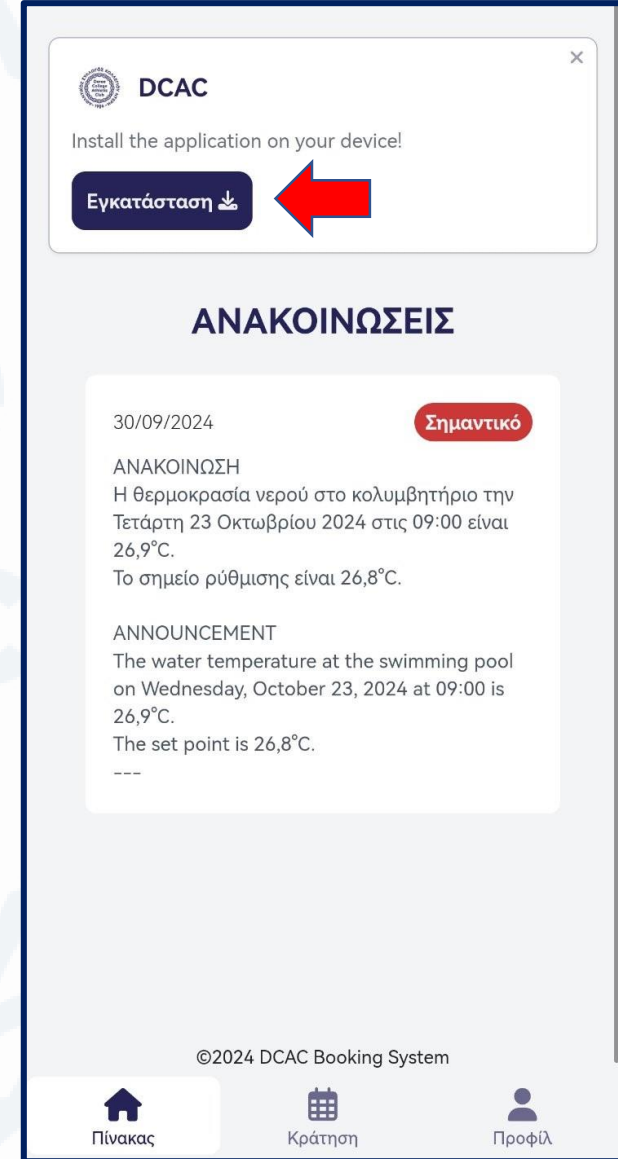 DCAC
×
Install the application on your device!
Εγκατάσταση
ΑΝΑΚΟΙΝΩΣΕΙΣ
30/09/2024
Σημαντικό
ΑΝΑΚΟΙΝΩΣΗ
Η θερμοκρασία νερού στο κολυμβητήριο την
Τετάρτη 23 Οκτωβρίου 2024 στις 09:00 είναι
26,9°C.
Το σημείο ρύθμισης είναι 26,8°C.
ANNOUNCEMENT
The water temperature at the swimming pool
on Wednesday, October 23, 2024 at 09:00 is
26,9°C.
The set point is 26,8°C.
---
©2024 DCAC Booking System
Πίνακας
Κράτηση
Προφίλ